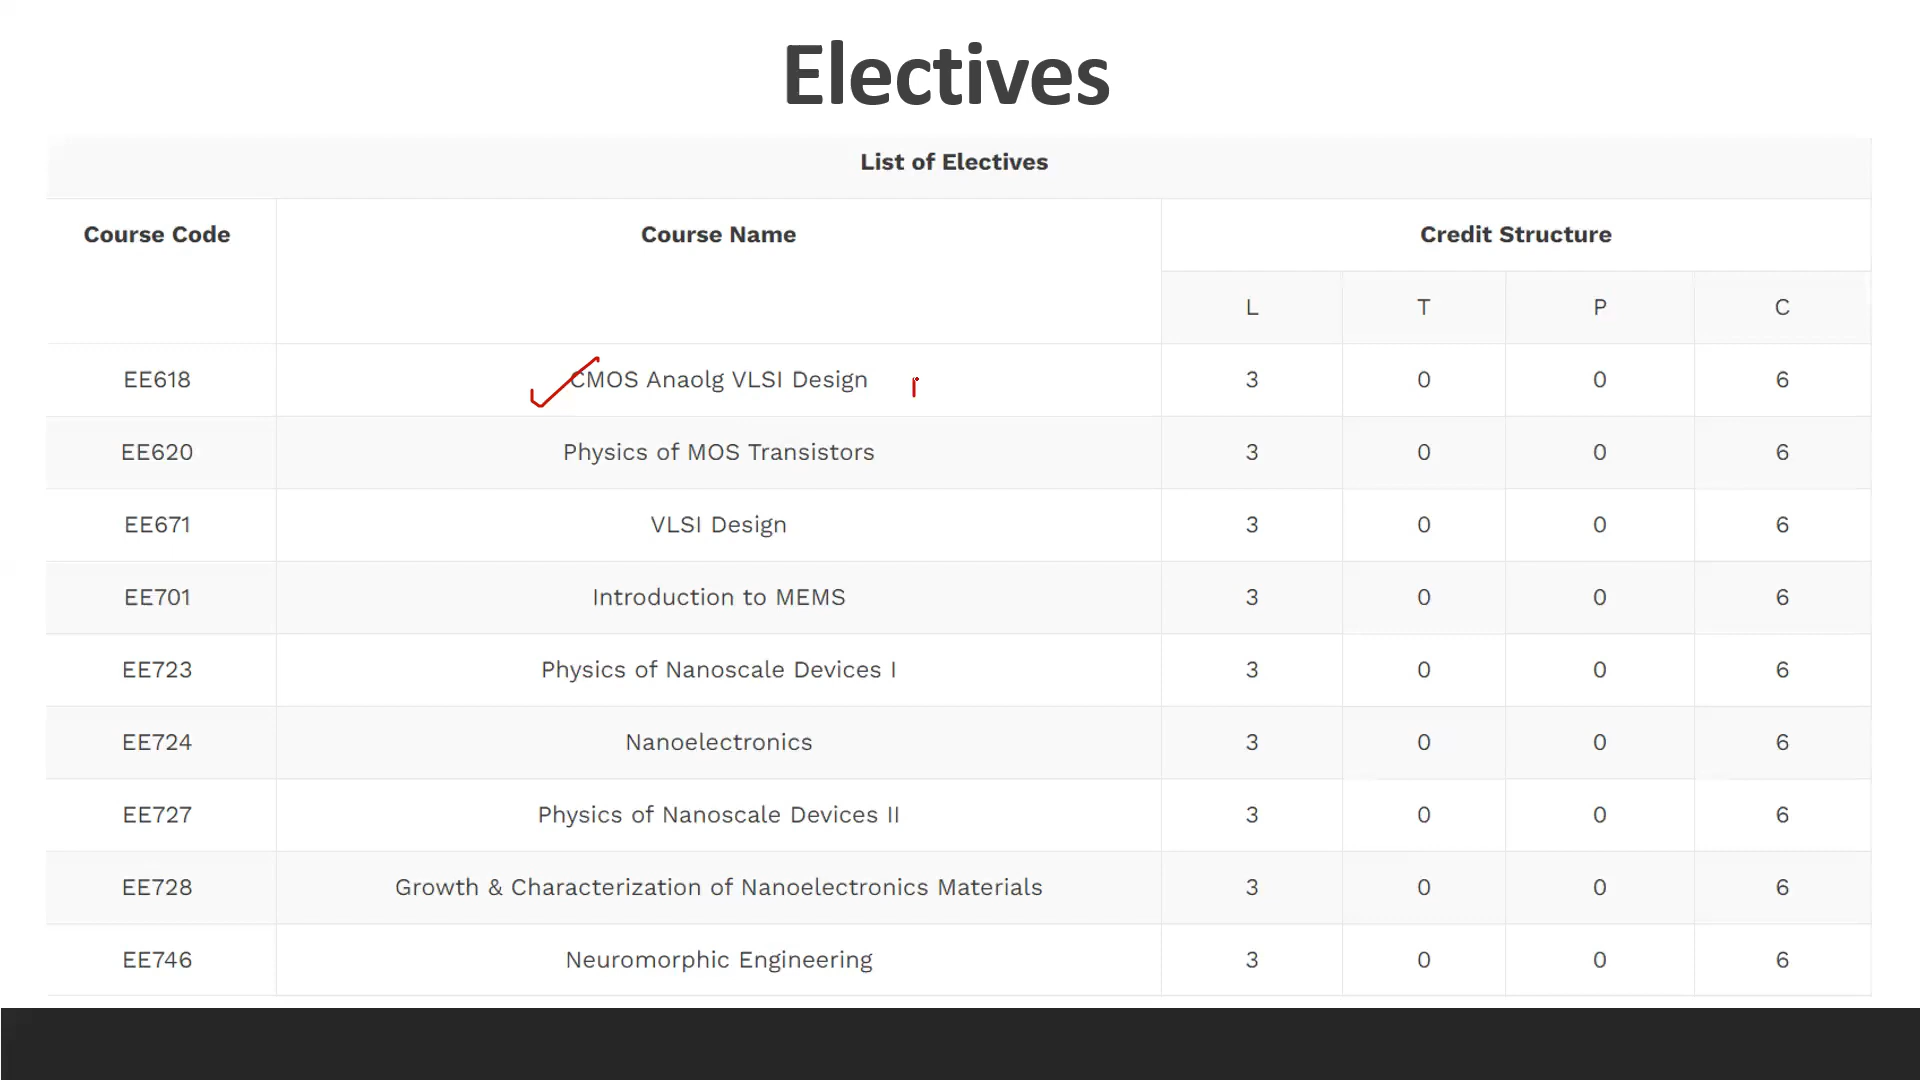 Electives
List of Electives
Course Code Course Name Credit Structure
L T P C
EE618 CMOS Anaolg VLSI Design 3 0 0 6
EE620 Physics of MOS Transistors 3 0 0 6
EE671 VLSI Design 3 0 0 6
EE701 Introduction to MEMS 3 0 0 6
EE723 Physics of Nanoscale Devices I 3 0 0 6
EE724 Nanoelectronics 3 0 0 6
EE727 Physics of Nanoscale Devices II 3 0 0 6
EE728 Growth & Characterization of Nanoelectronics Materials 3 0 0 6
EE746 Neuromorphic Engineering 3 0 0 6